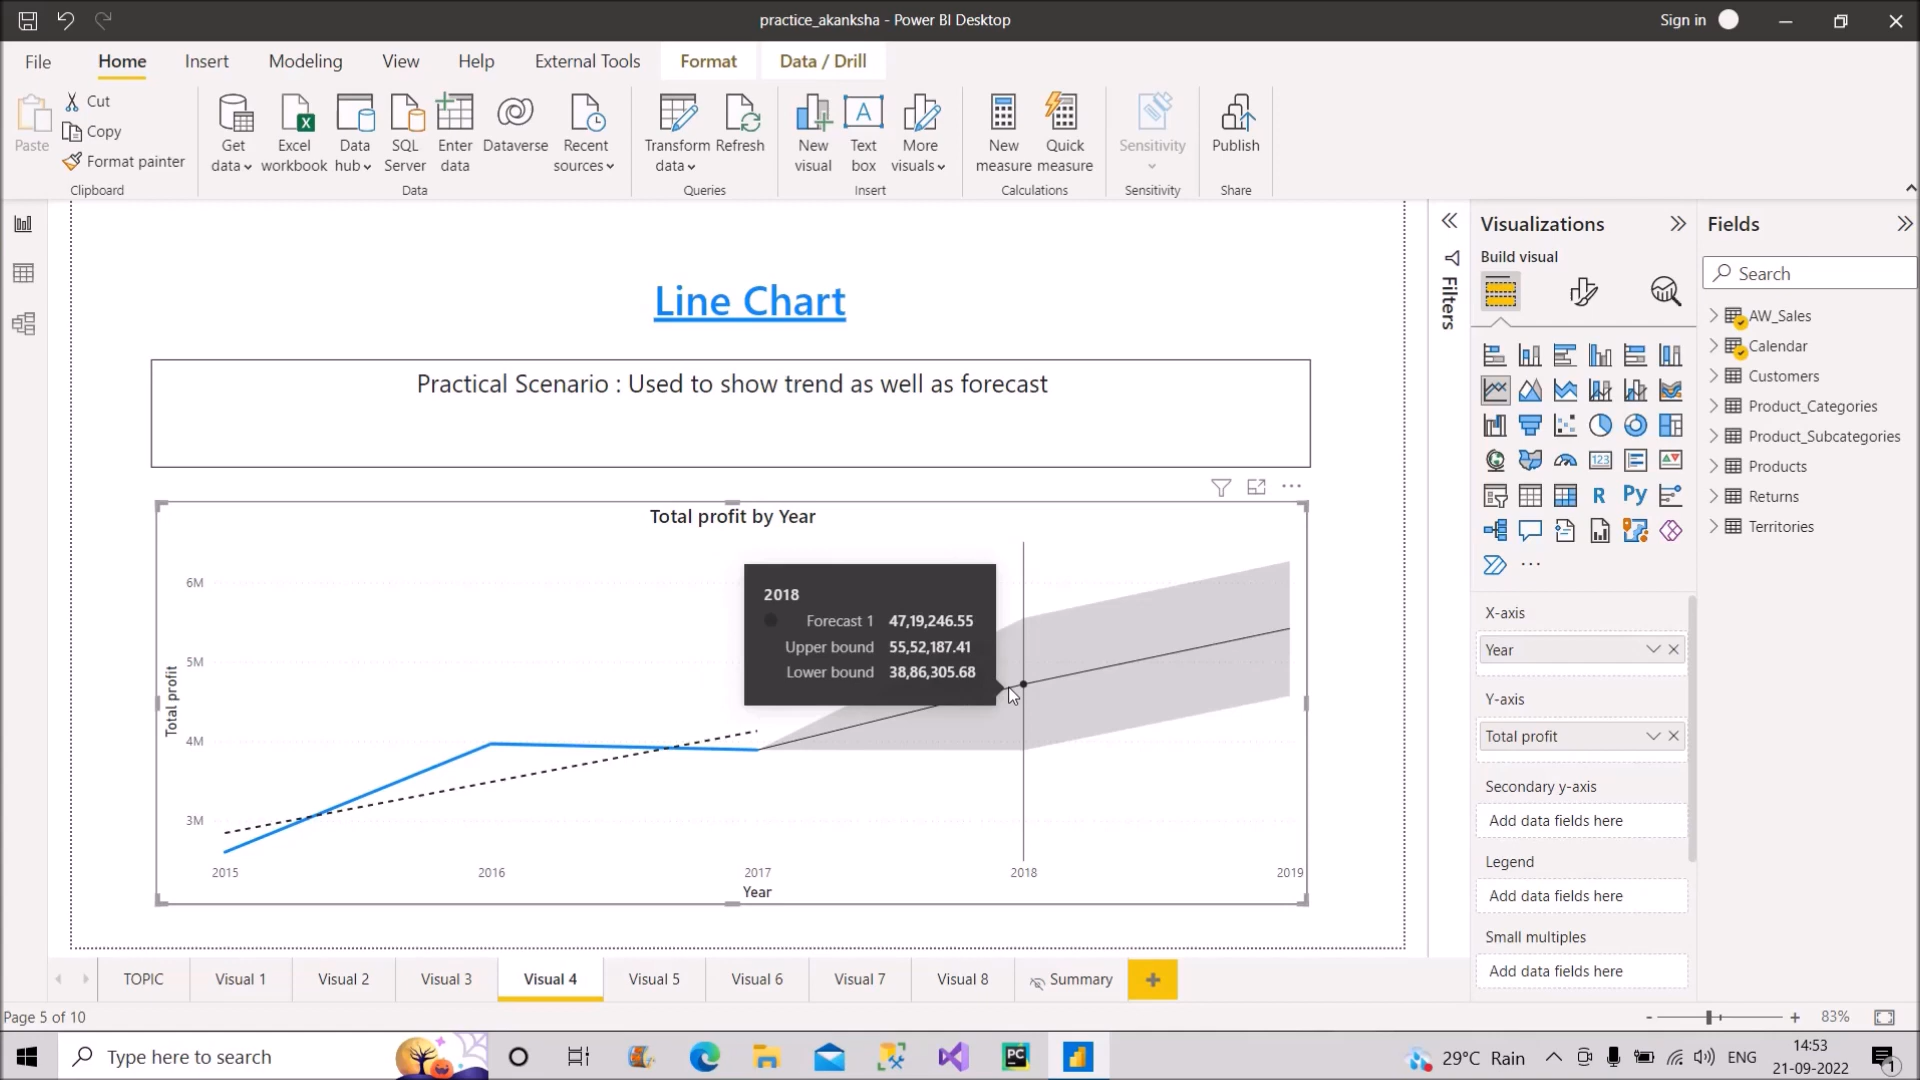 practice_akanksha - Power BI Desktop
Sign in
File
Home
Insert
Modeling
View
Help
External Tools
Format
Data / Drill
Paste
Cut
Copy
Format painter
Clipboard
Get
data
Excel
workbook
Data
hub
SQL
Server
Enter
data
Dataverse
Recent
sources
Data
Transform
data
Refresh
Queries
New
visual
Text
box
More
visuals
Insert
New
measure
Quick
measure
Calculations
Sensitivity
Sensitivity
Publish
Share
Line Chart
Practical Scenario : Used to show trend as well as forecast
Total profit by Year
6M
5M
4M
3M
Total profit
2018
Forecast 1 47,19,246.55
Upper bound 55,52,187.41
Lower bound 38,86,305.68
2015
2016
2017
2018
2019
Year
Filters
Visualizations
Build visual
123
R
Py
X-axis
Year
Y-axis
Total profit
Secondary y-axis
Add data fields here
Legend
Add data fields here
Small multiples
Add data fields here
Fields
Search
AW_Sales
Calendar
Customers
Product_Categories
Product_Subcategories
Products
Returns
Territories
TOPIC
Visual 1
Visual 2
Visual 3
Visual 4
Visual 5
Visual 6
Visual 7
Visual 8
Summary
Page 5 of 10
83%
Type here to search
PC
29°C Rain
ENG
14:53
21-09-2022
1